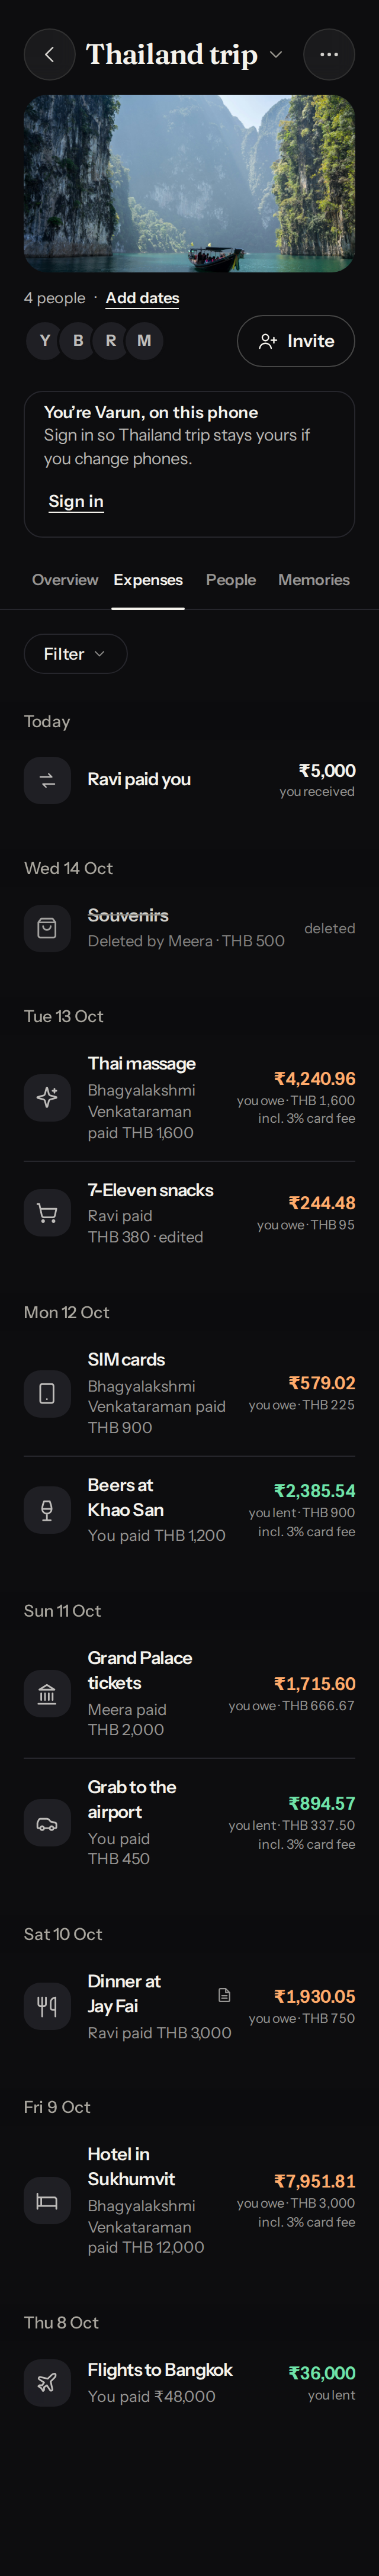 Thailand trip
4 people · Add dates
Y B R M
Invite
You're Varun, on this phone
Sign in so Thailand trip stays yours if
you change phones.
Sign in
Overview Expenses People Memories
Filter
Today
Ravi paid you
₹5,000
you received
Wed 14 Oct
Souvenirs
Deleted by Meera · THB 500
deleted
Tue 13 Oct
Thai massage
Bhagyalakshmi
Venkataraman
paid THB 1,600
₹4,240.96
you owe · THB 1,600
incl. 3% card fee
7-Eleven snacks
Ravi paid
THB 380 · edited
₹244.48
you owe · THB 95
Mon 12 Oct
SIM cards
Bhagyalakshmi
Venkataraman paid
THB 900
₹579.02
you owe · THB 225
Beers at
Khao San
You paid THB 1,200
₹2,385.54
you lent · THB 900
incl. 3% card fee
Sun 11 Oct
Grand Palace
tickets
Meera paid
THB 2,000
₹1,715.60
you owe · THB 666.67
Grab to the
airport
You paid
THB 450
₹894.57
you lent · THB 337.50
incl. 3% card fee
Sat 10 Oct
Dinner at
Jay Fai
Ravi paid THB 3,000
₹1,930.05
you owe · THB 750
Fri 9 Oct
Hotel in
Sukhumvit
Bhagyalakshmi
Venkataraman
paid THB 12,000
₹7,951.81
you owe · THB 3,000
incl. 3% card fee
Thu 8 Oct
Flights to Bangkok
You paid ₹48,000
₹36,000
you lent